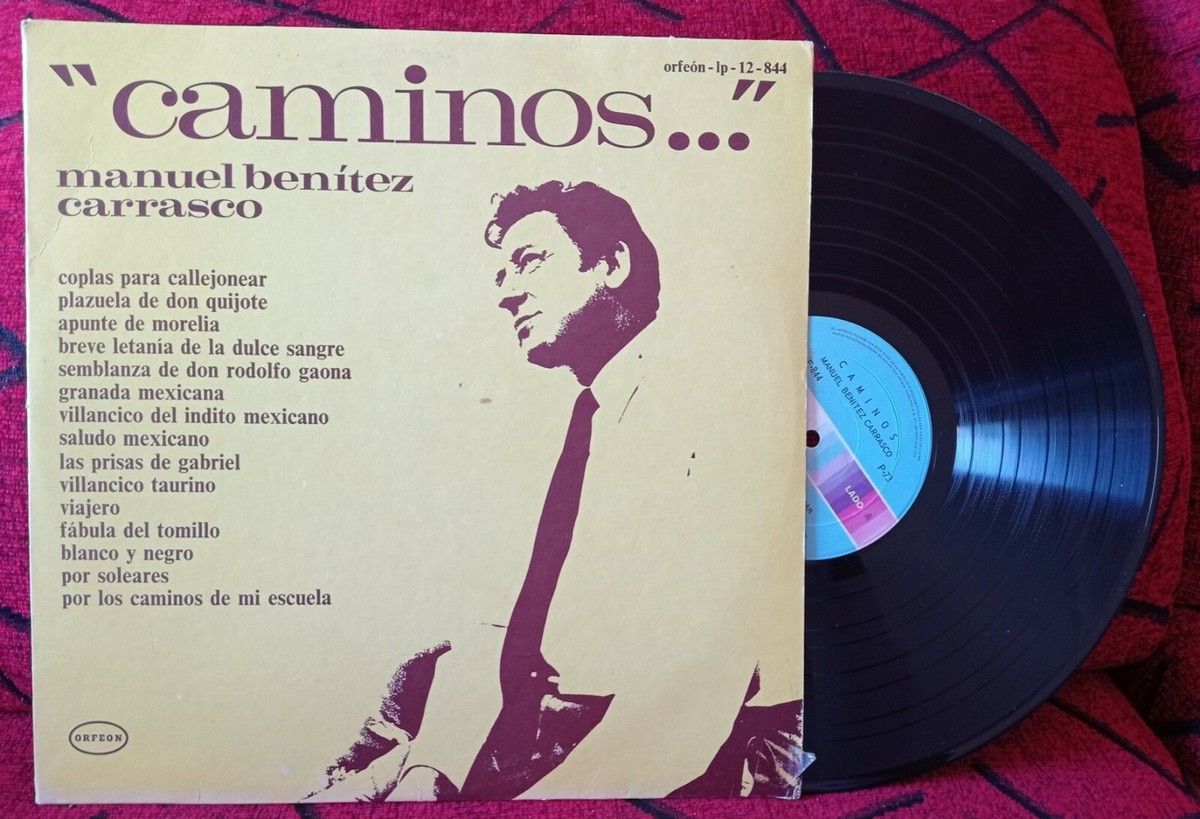 orfeón - lp - 12 - 844
"caminos..."
manuel benítez
carrasco
coplas para callejonear
plazuela de don quijote
apunte de morelia
breve letanía de la dulce sangre
semblanza de don rodolfo gaona
granada mexicana
villancico del indito mexicano
saludo mexicano
las prisas de gabriel
villancico taurino
viajero
fábula del tomillo
blanco y negro
por soleares
por los caminos de mi escuela
ORFEON
CAMINOS
MANUEL BENITEZ CARRASCO
-844
P-73
LADO A